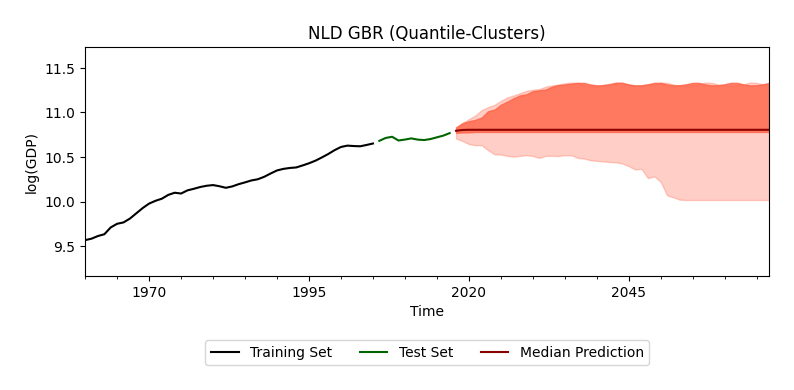 NLD GBR (Quantile-Clusters)
11.5
11.0
10.5
10.0
9.5
log(GDP)
1970 1995 2020 2045
Time
Training Set Test Set Median Prediction